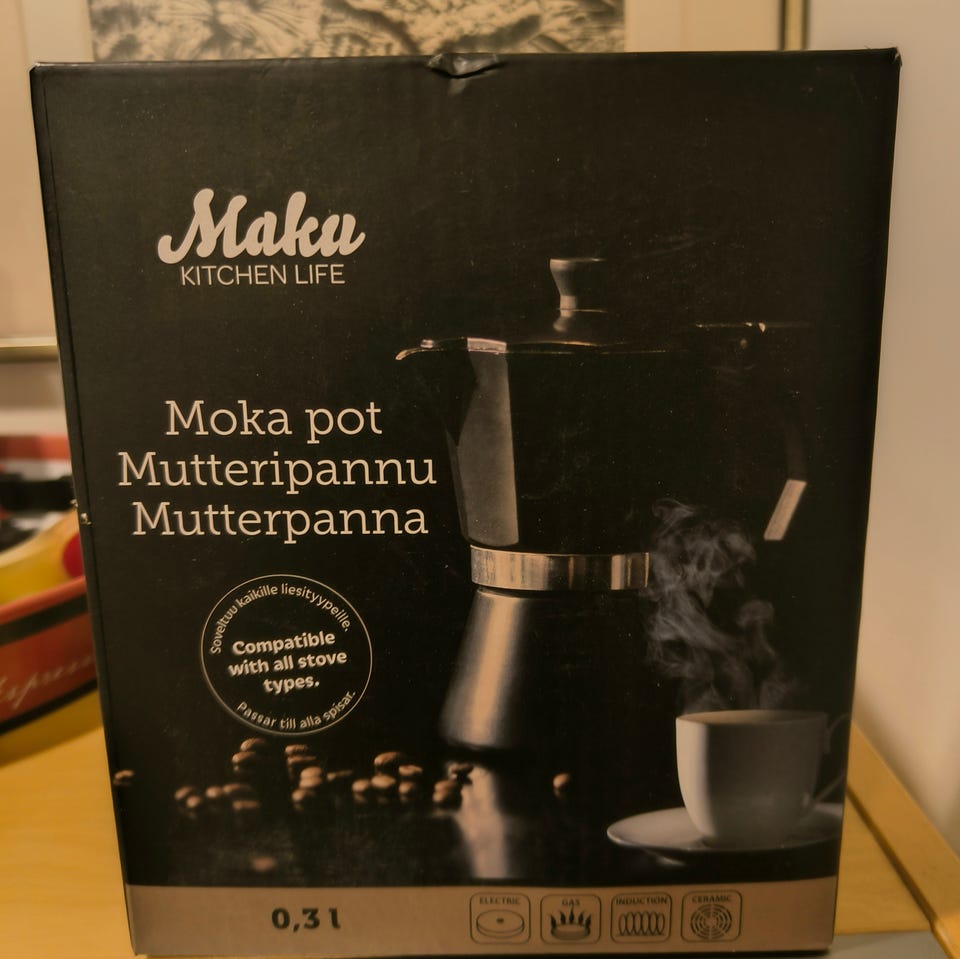 Maku
KITCHEN LIFE
Moka pot
Mutteripannu
Mutterpanna
Soveltuu kaikille liesityypeille.
Compatible
with all stove
types.
Passar till alla spisar.
0,3 l
ELECTRIC
GAS
INDUCTION
CERAMIC